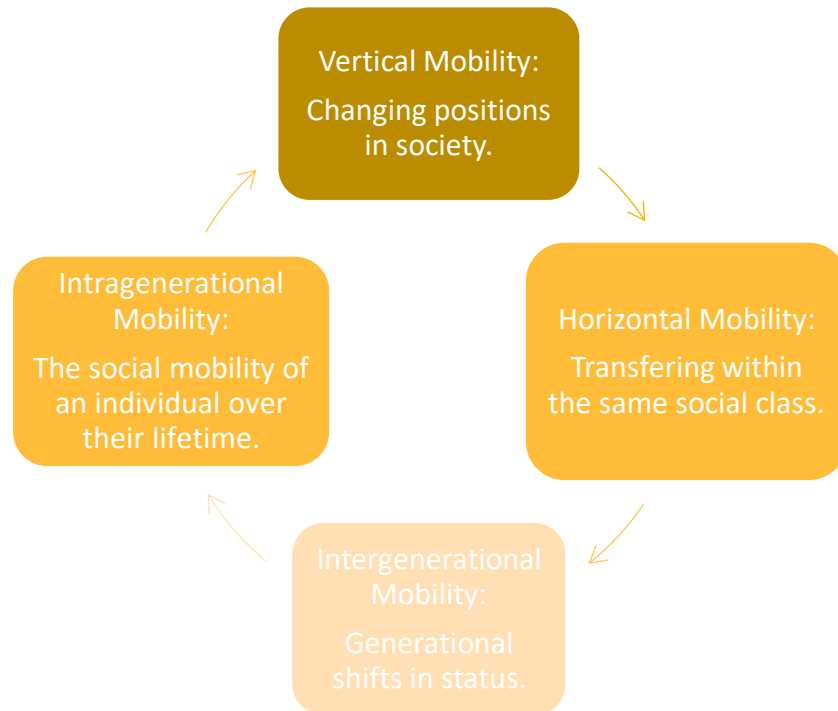 Vertical Mobility:
Changing positions
in society.
Horizontal Mobility:
Transfering within
the same social class.
Intergenerational
Mobility:
Generational
shifts in status.
Intragenerational
Mobility:
The social mobility of
an individual over
their lifetime.